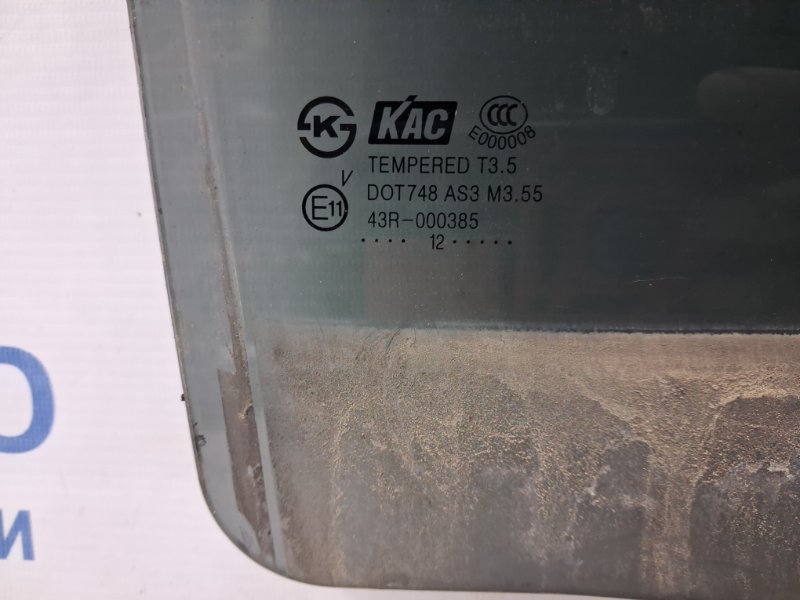 K KAC CCC
E000008
TEMPERED T3.5
V
DOT748 AS3 M3.55
E11
43R-000385
···· 12 ·····
О
И